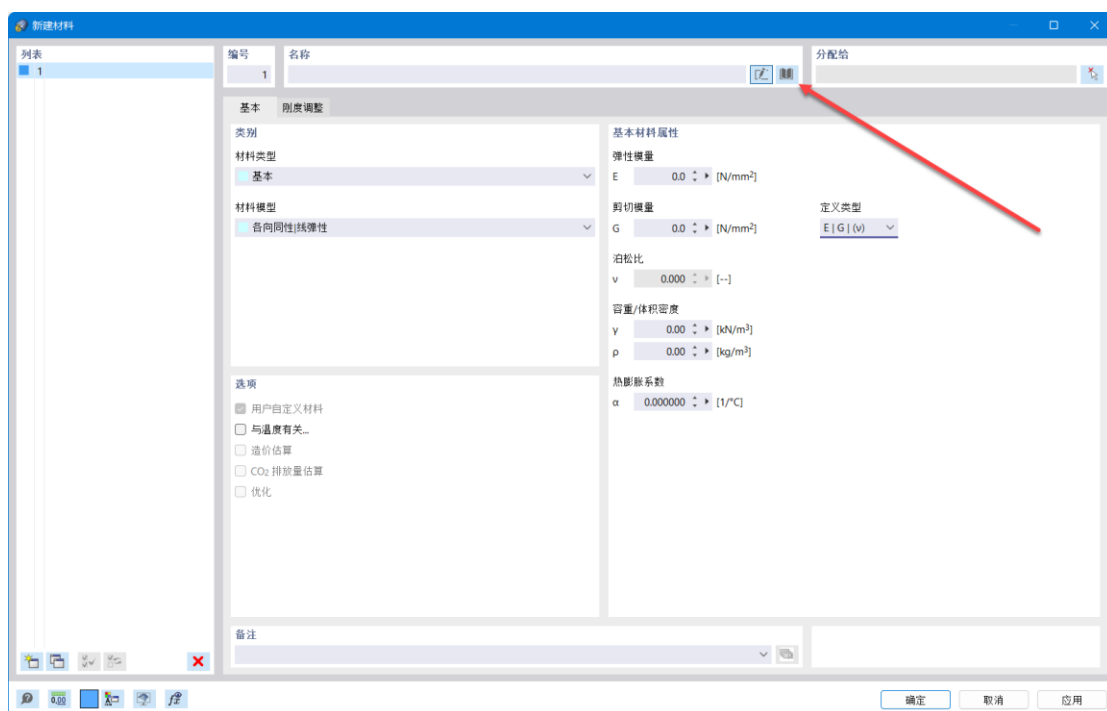 新建材料
列表
1
编号
1
名称
分配给
基本
刚度调整
类别
材料类型
基本
材料模型
各向同性|线弹性
选项
用户自定义材料
与温度有关...
造价估算
CO₂ 排放量估算
优化
基本材料属性
弹性模量
E 0.0 [N/mm²]
剪切模量
G 0.0 [N/mm²]
定义类型
E | G | (ν)
泊松比
ν 0.000 [--]
容重/体积密度
γ 0.00 [kN/m³]
ρ 0.00 [kg/m³]
热膨胀系数
α 0.000000 [1/°C]
备注
0,00
确定
取消
应用